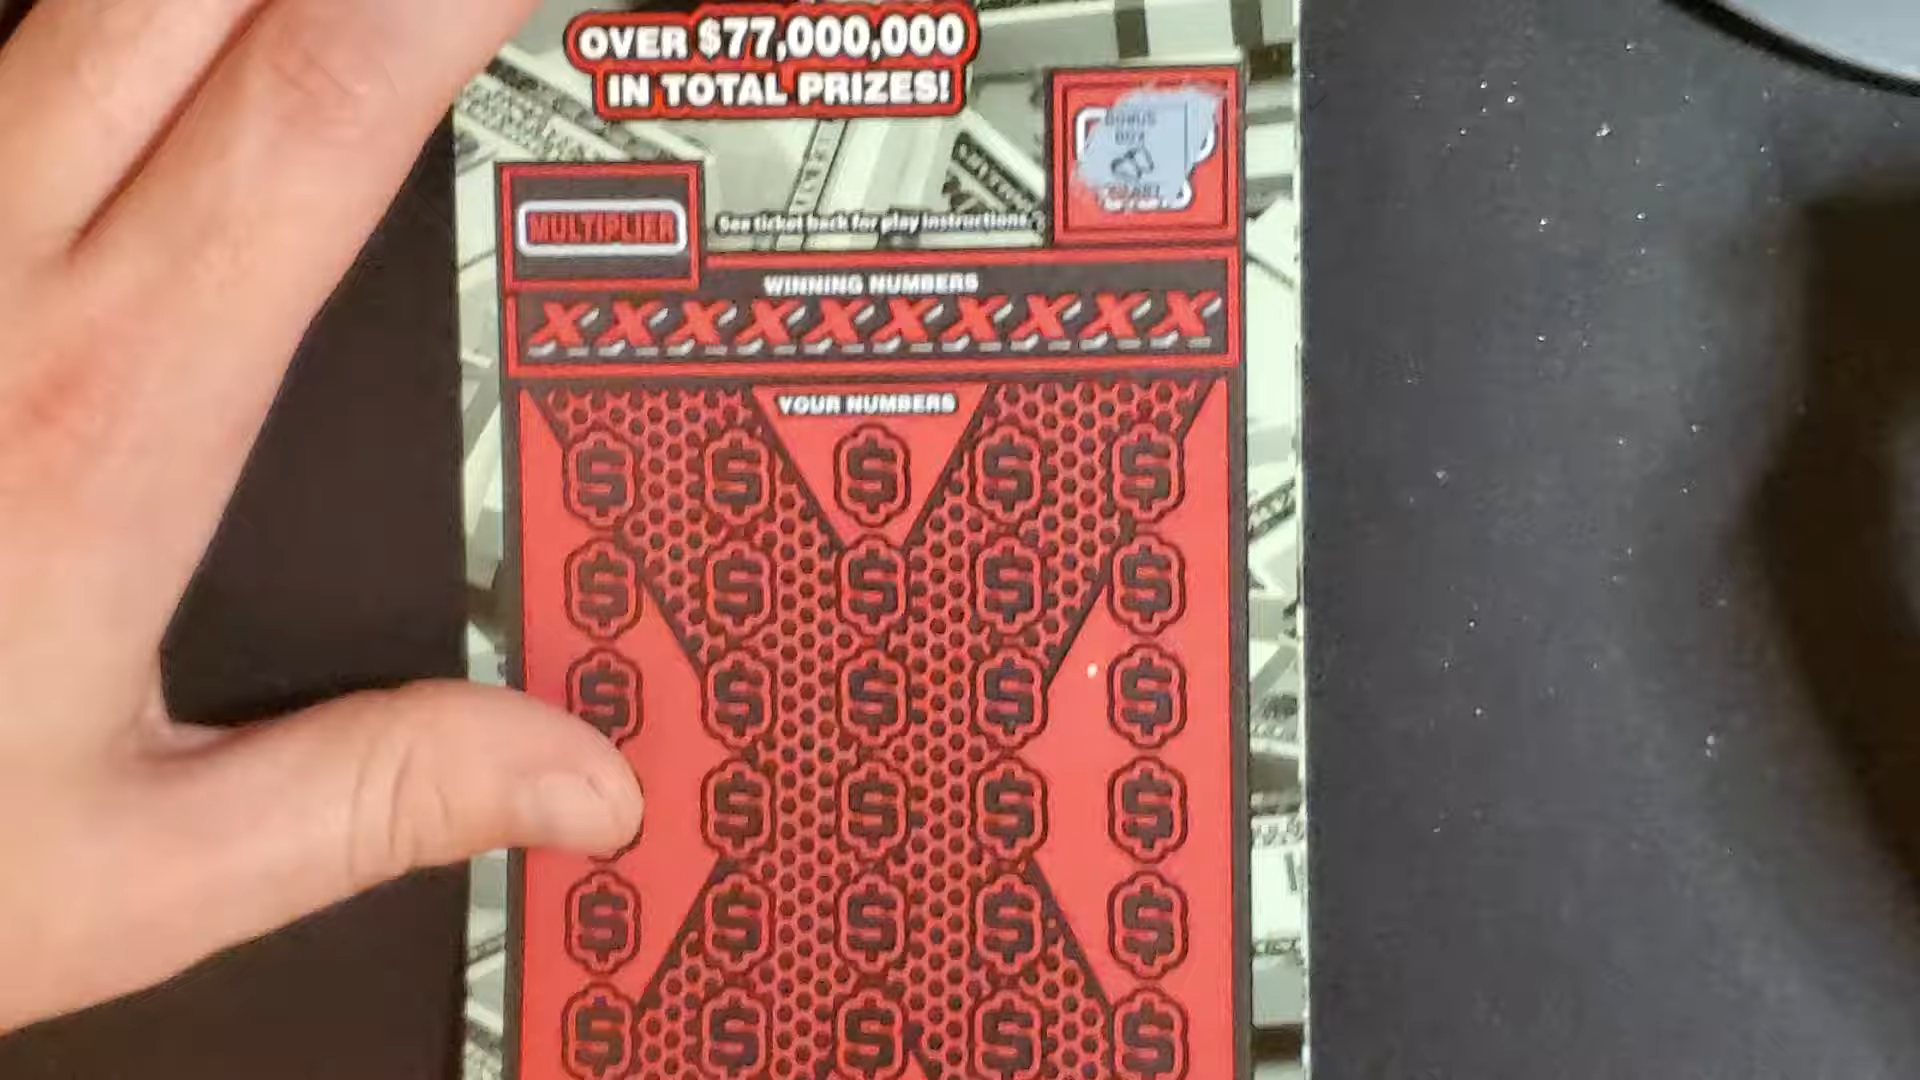 OVER $77,000,000
IN TOTAL PRIZES!
BONUS
BOX
MULTIPLIER
See ticket back for play instructions.
WINNING NUMBERS
X X X X X X X X X X
YOUR NUMBERS
$ $ $ $ $
$ $ $ $ $
$ $ $ $ $
$ $ $ $
$ $ $ $ $
$ $ $ $ $